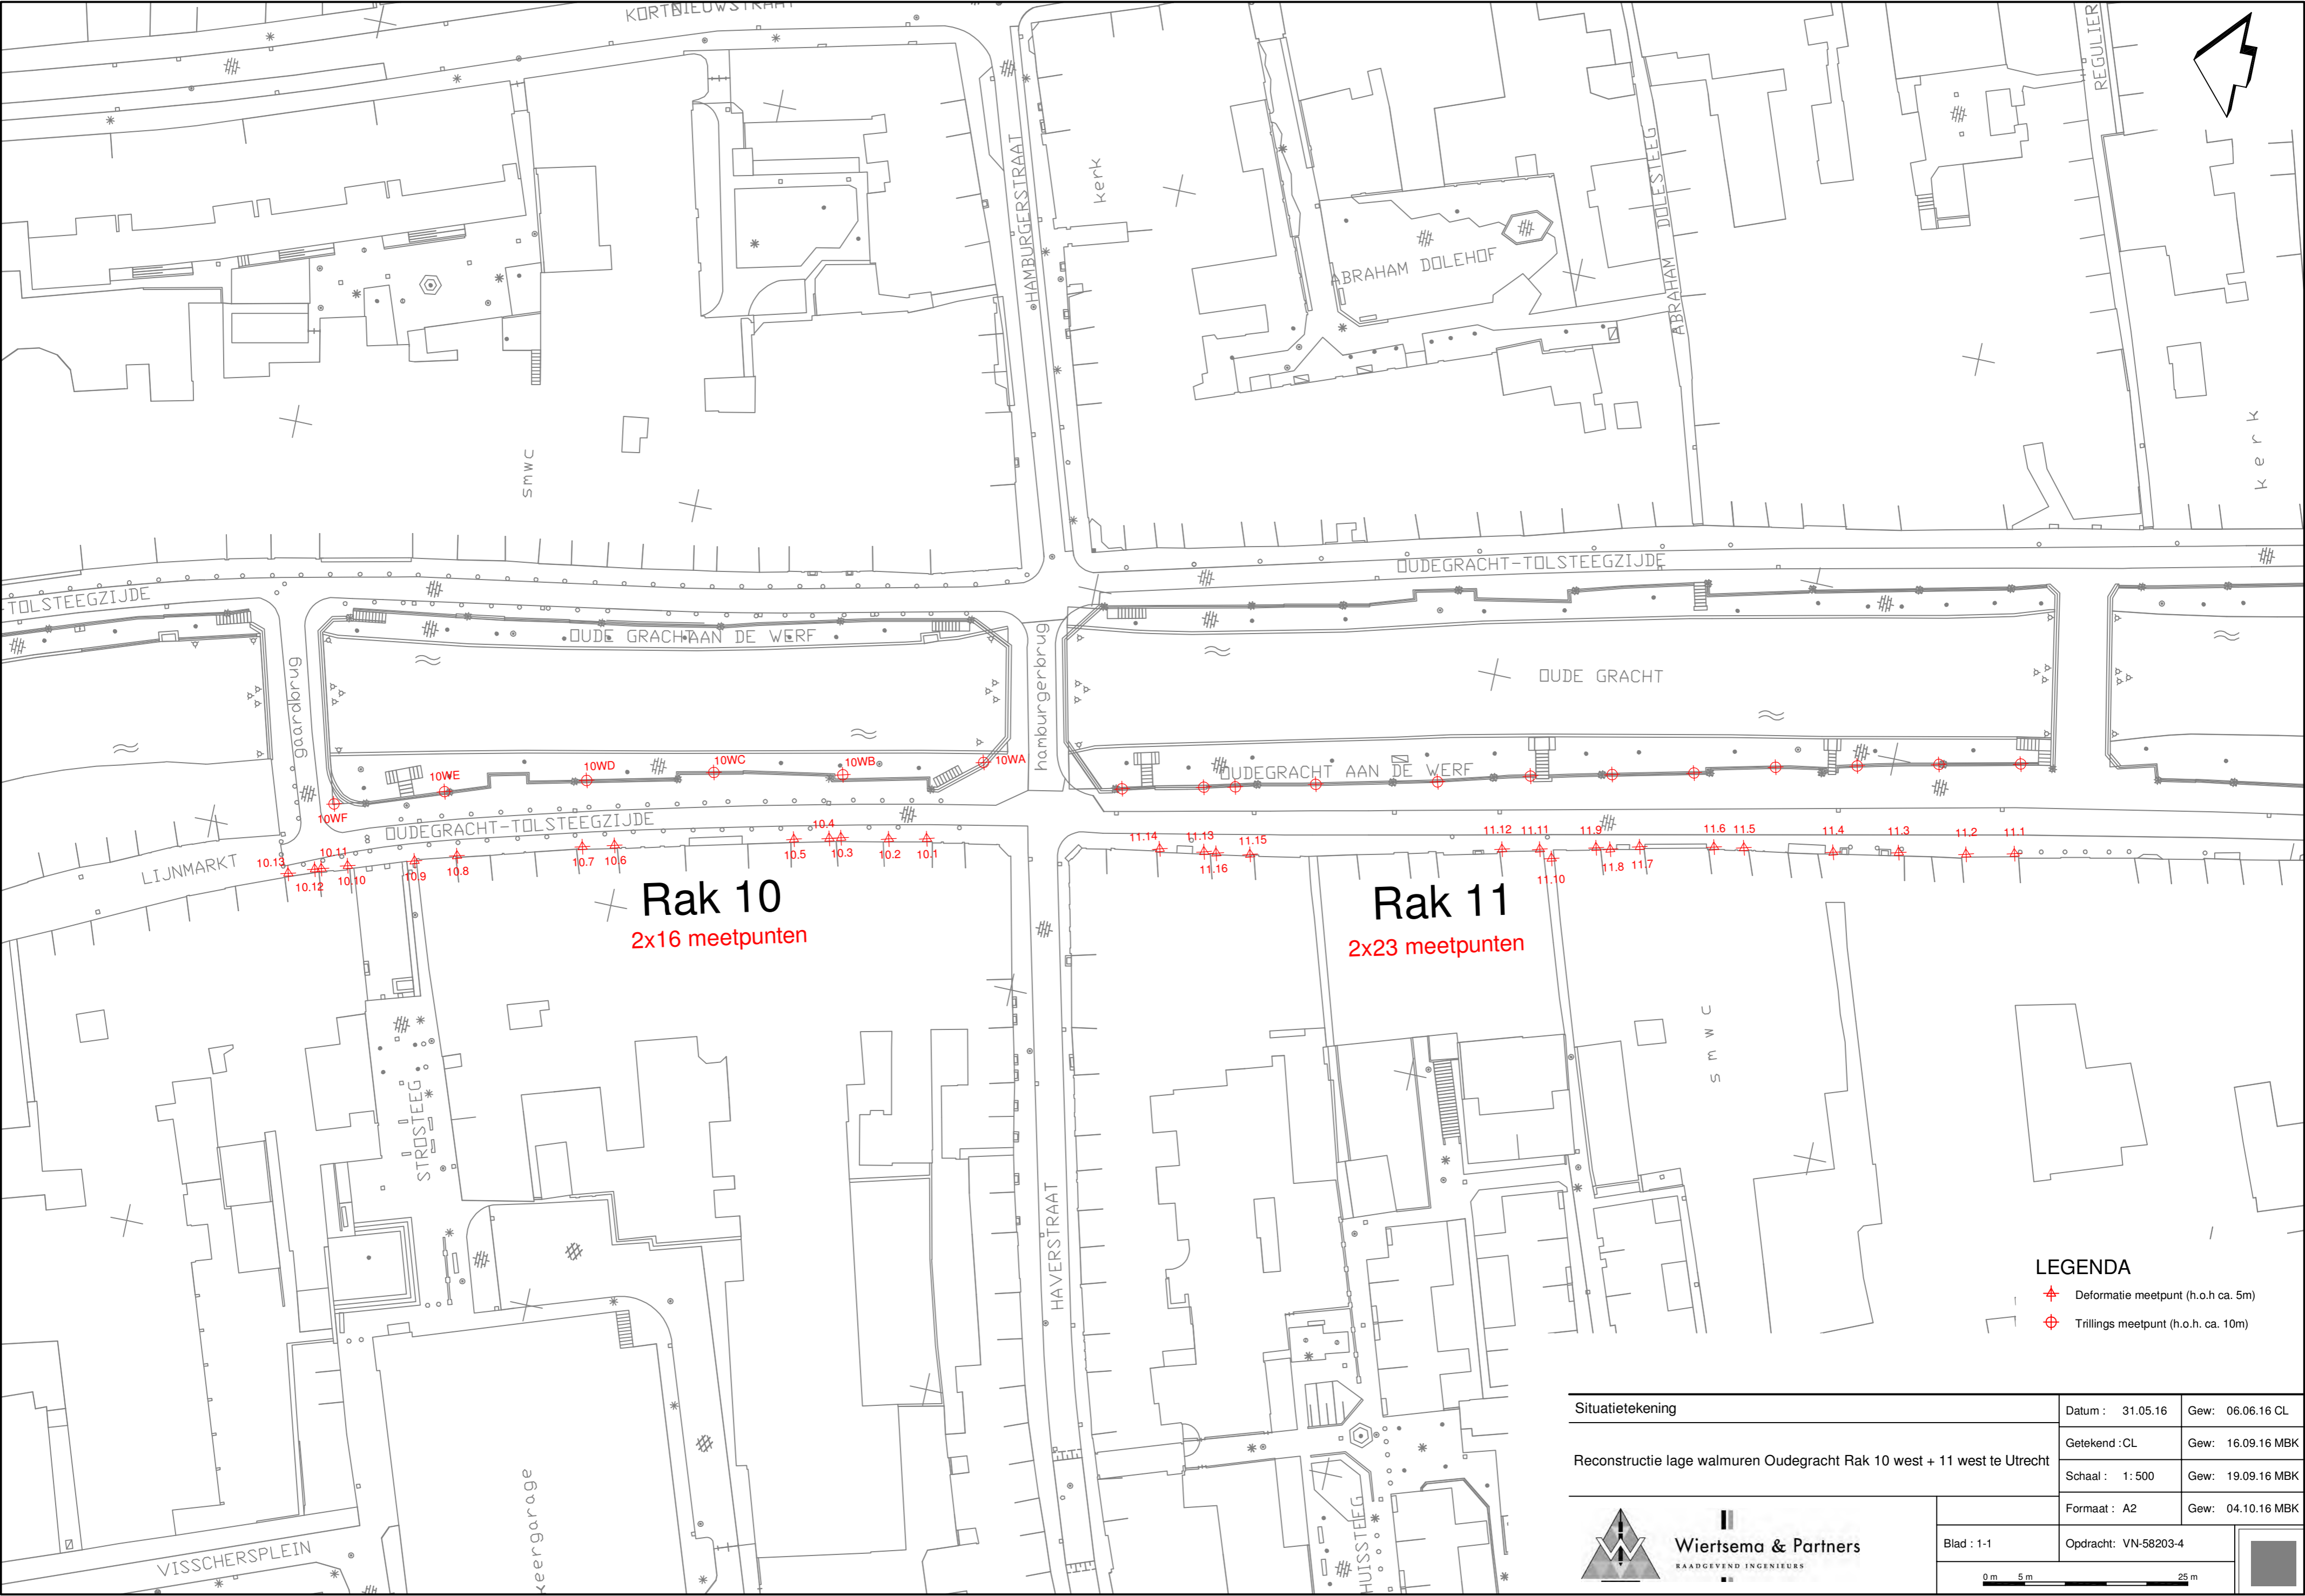 KORTE NIEUWSTRAAT
REGULIER
HAMBURGERSTRAAT
kerk
ABRAHAM DOLESTEEG
ABRAHAM DOLEHOF
kerk
smwc
OUDEGRACHT-TOLSTEEGZIJDE
-TOLSTEEGZIJDE
OUDE GRACHT AAN DE WERF
gaardbrug
hamburgerbrug
OUDE GRACHT
10WE
10WD
10WC
10WB
10WA
10WF
OUDEGRACHT AAN DE WERF
OUDEGRACHT-TOLSTEEGZIJDE
LIJNMARKT
10.13
10.12
10.11
10.10
10.9
10.8
10.7
10.6
10.5
10.4
10.3
10.2
10.1
11.14
11.13
11.16
11.15
11.12
11.11
11.10
11.9
11.8
11.7
11.6
11.5
11.4
11.3
11.2
11.1
Rak 10
2x16 meetpunten
Rak 11
2x23 meetpunten
smwc
STROSTEEG
HAVERSTRAAT
VISSCHERSPLEIN
keergarage
HUISSTEEG
LEGENDA
Deformatie meetpunt (h.o.h ca. 5m)
Trillings meetpunt (h.o.h. ca. 10m)
Situatietekening
Reconstructie lage walmuren Oudegracht Rak 10 west + 11 west te Utrecht
Datum : 31.05.16
Gew: 06.06.16 CL
Getekend : CL
Gew: 16.09.16 MBK
Schaal : 1: 500
Gew: 19.09.16 MBK
Formaat : A2
Gew: 04.10.16 MBK
Wiertsema & Partners
RAADGEVEND INGENIEURS
Blad : 1-1
Opdracht: VN-58203-4
0 m 5 m 25 m